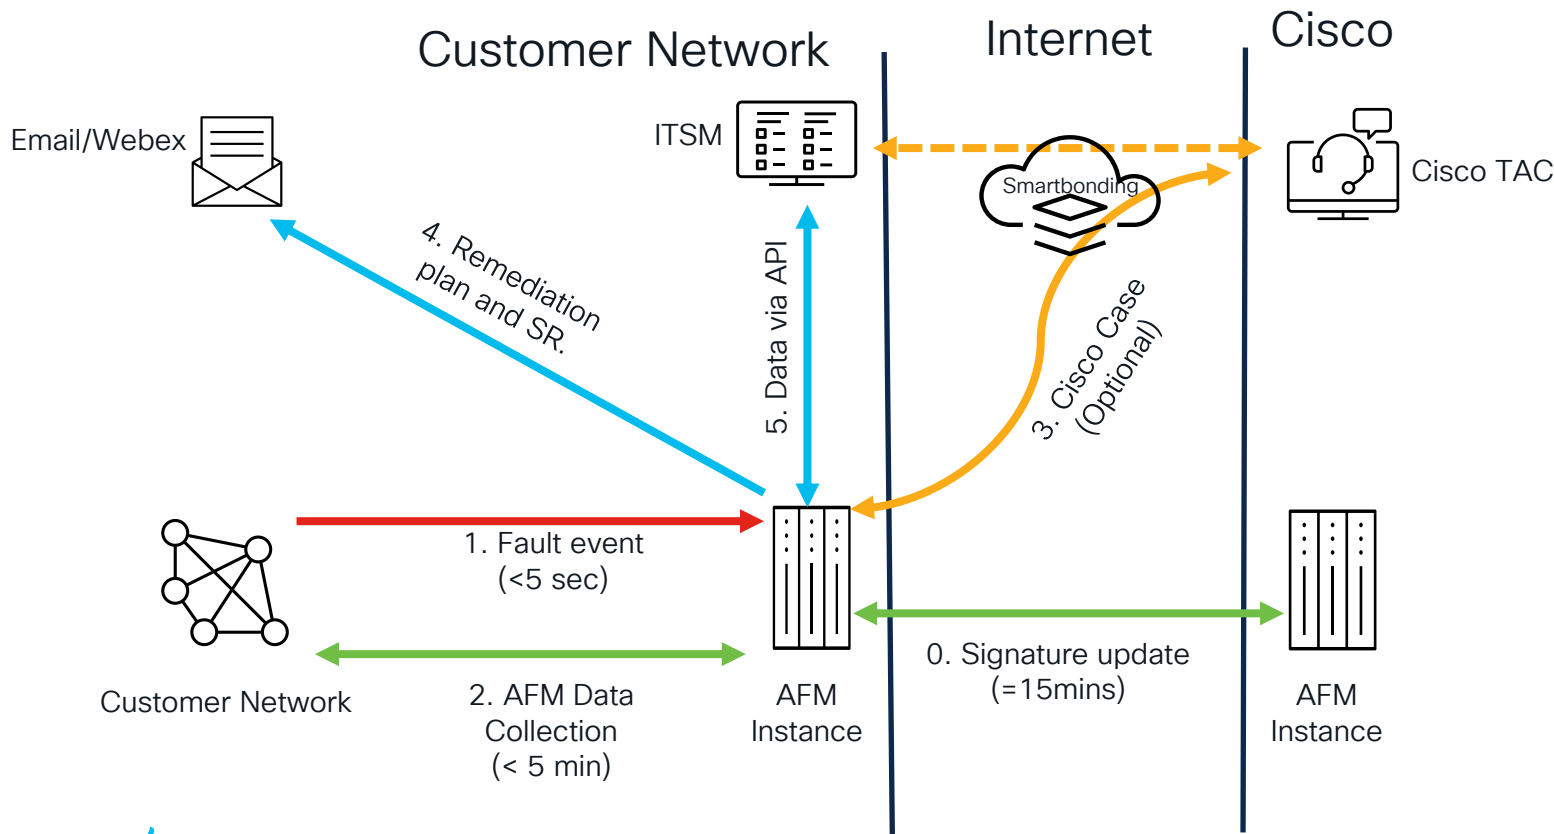 Customer Network
Internet
Cisco
Email/Webex
ITSM
Smartbonding
Cisco TAC
4. Remediation
plan and SR.
5. Data via API
3. Cisco Case
(Optional)
1. Fault event
(<5 sec)
0. Signature update
(=15mins)
Customer Network
2. AFM Data
Collection
(< 5 min)
AFM
Instance
AFM
Instance